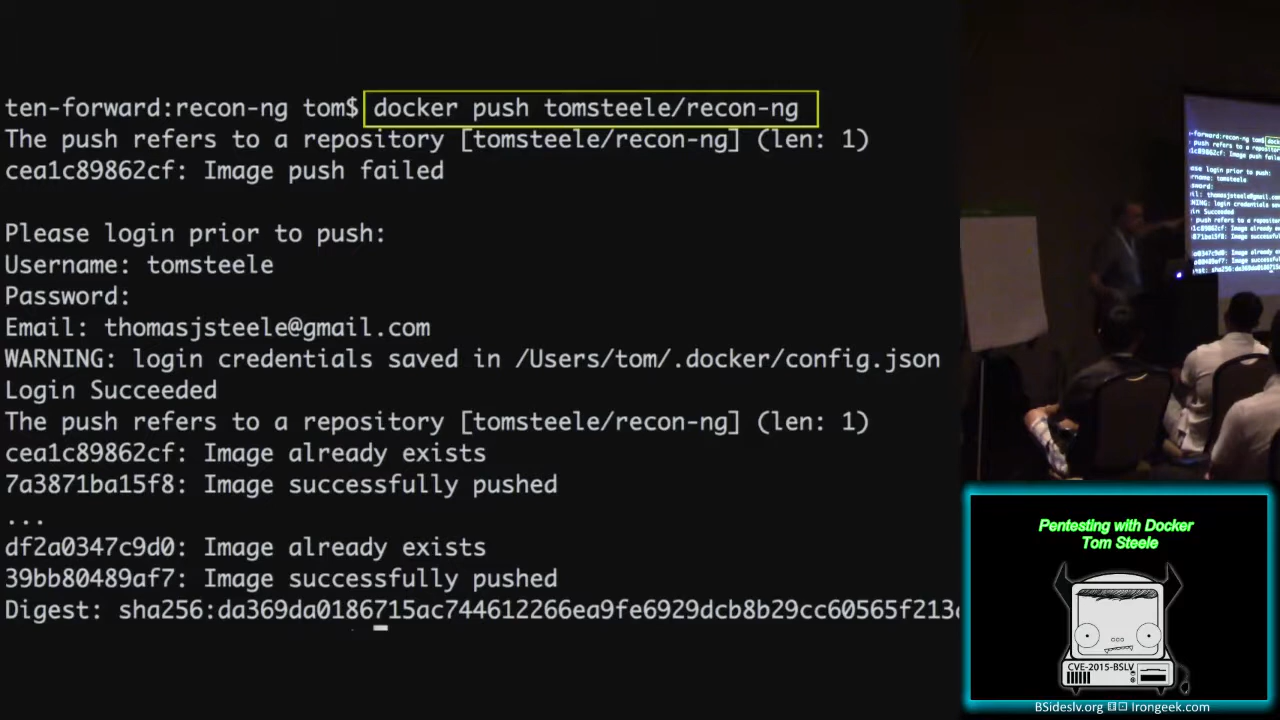 ten-forward:recon-ng tom$ docker push tomsteele/recon-ng
The push refers to a repository [tomsteele/recon-ng] (len: 1)
cea1c89862cf: Image push failed
Please login prior to push:
Username: tomsteele
Password:
Email: thomasjsteele@gmail.com
WARNING: login credentials saved in /Users/tom/.docker/config.json
Login Succeeded
The push refers to a repository [tomsteele/recon-ng] (len: 1)
cea1c89862cf: Image already exists
7a3871ba15f8: Image successfully pushed
...
df2a0347c9d0: Image already exists
39bb80489af7: Image successfully pushed
Digest: sha256:da369da0186715ac744612266ea9fe6929dcb8b29cc60565f213
Pentesting with Docker
Tom Steele
CVE-2015-BSLV
BSideslv.org Irongeek.com